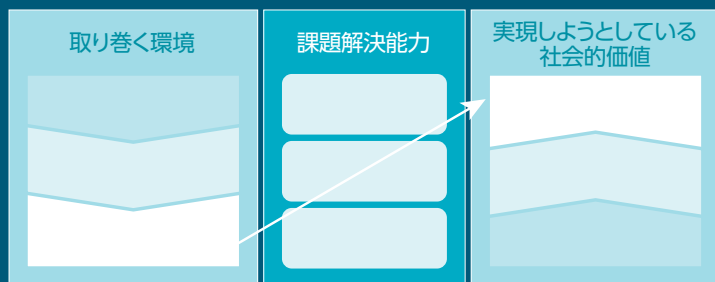 取り巻く環境
課題解決能力
実現しようとしている
社会的価値